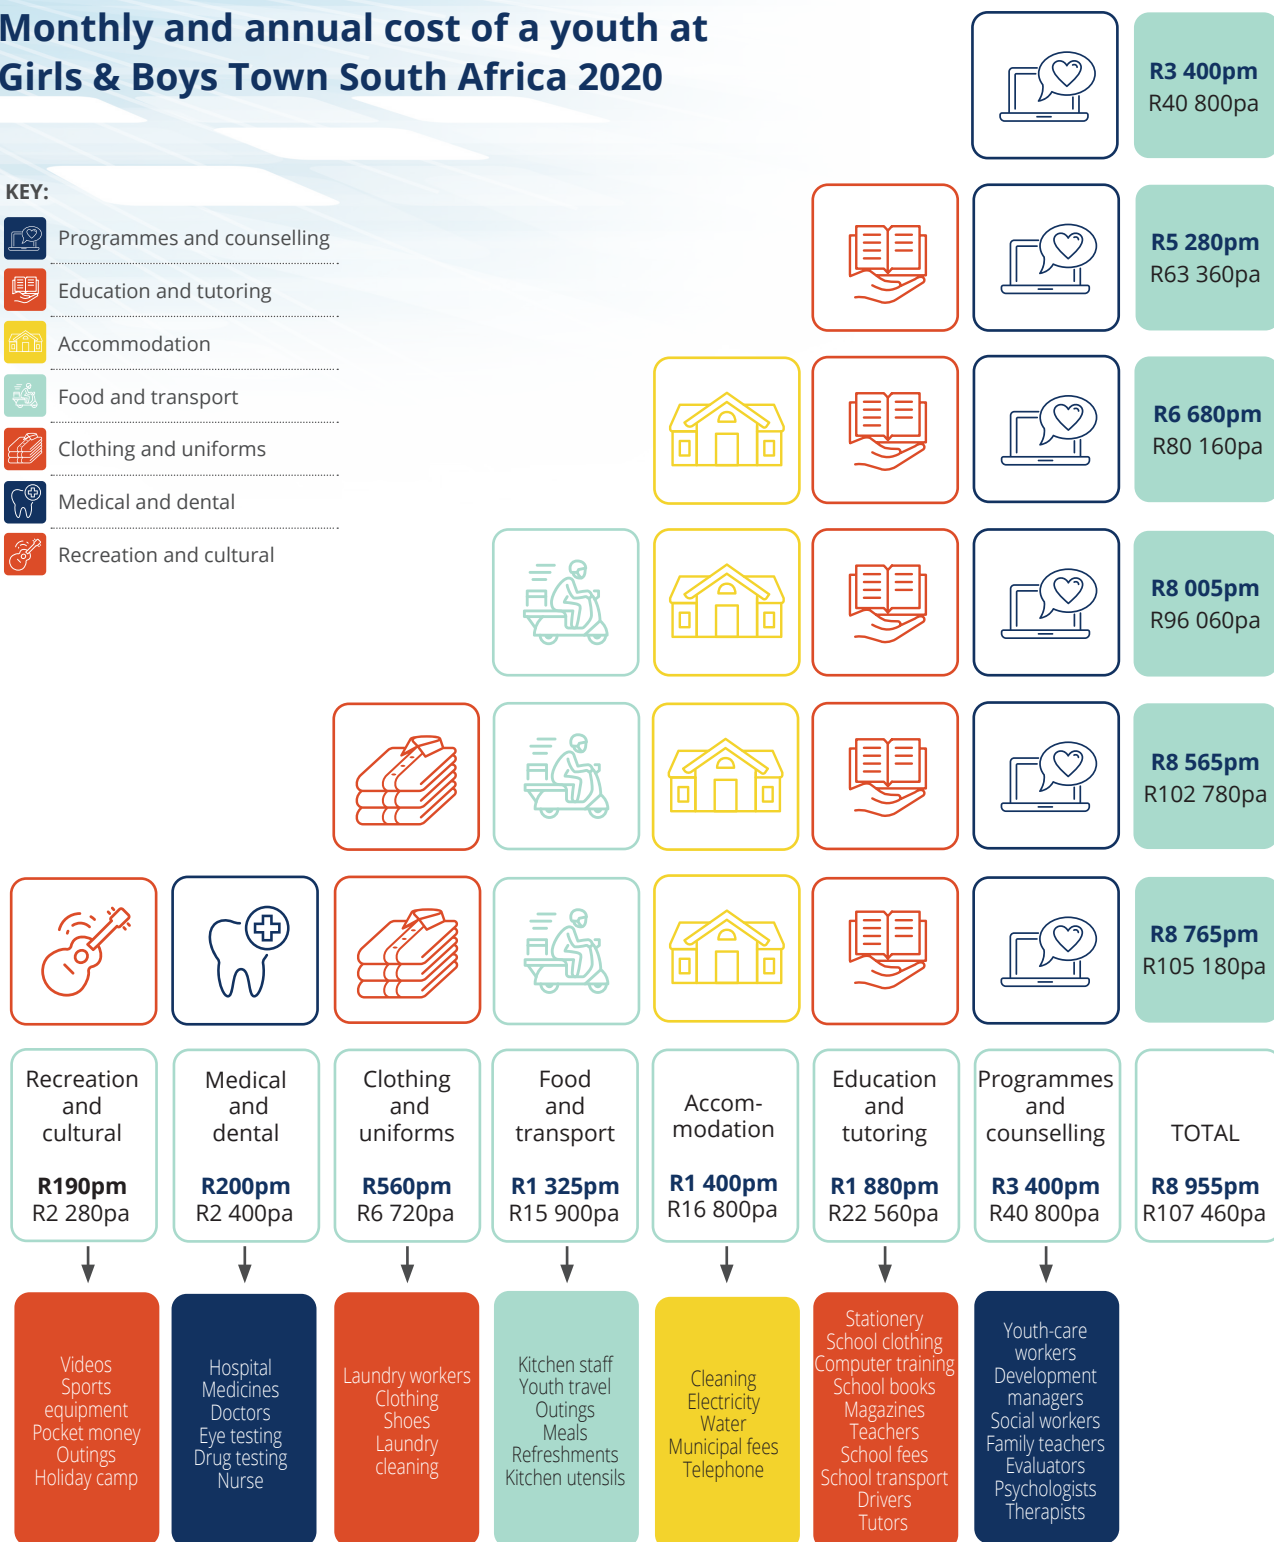 Monthly and annual cost of a youth at
Girls & Boys Town South Africa 2020
KEY:
Programmes and counselling
Education and tutoring
Accommodation
Food and transport
Clothing and uniforms
Medical and dental
Recreation and cultural
R3 400pm
R40 800pa
R5 280pm
R63 360pa
R6 680pm
R80 160pa
R8 005pm
R96 060pa
R8 565pm
R102 780pa
R8 765pm
R105 180pa
Recreation
and
cultural
R190pm
R2 280pa
Medical
and
dental
R200pm
R2 400pa
Clothing
and
uniforms
R560pm
R6 720pa
Food
and
transport
R1 325pm
R15 900pa
Accom-
modation
R1 400pm
R16 800pa
Education
and
tutoring
R1 880pm
R22 560pa
Programmes
and
counselling
R3 400pm
R40 800pa
TOTAL
R8 955pm
R107 460pa
Videos
Sports
equipment
Pocket money
Outings
Holiday camp
Hospital
Medicines
Doctors
Eye testing
Drug testing
Nurse
Laundry workers
Clothing
Shoes
Laundry
cleaning
Kitchen staff
Youth travel
Outings
Meals
Refreshments
Kitchen utensils
Cleaning
Electricity
Water
Municipal fees
Telephone
Stationery
School clothing
Computer training
School books
Magazines
Teachers
School fees
School transport
Drivers
Tutors
Youth-care
workers
Development
managers
Social workers
Family teachers
Evaluators
Psychologists
Therapists